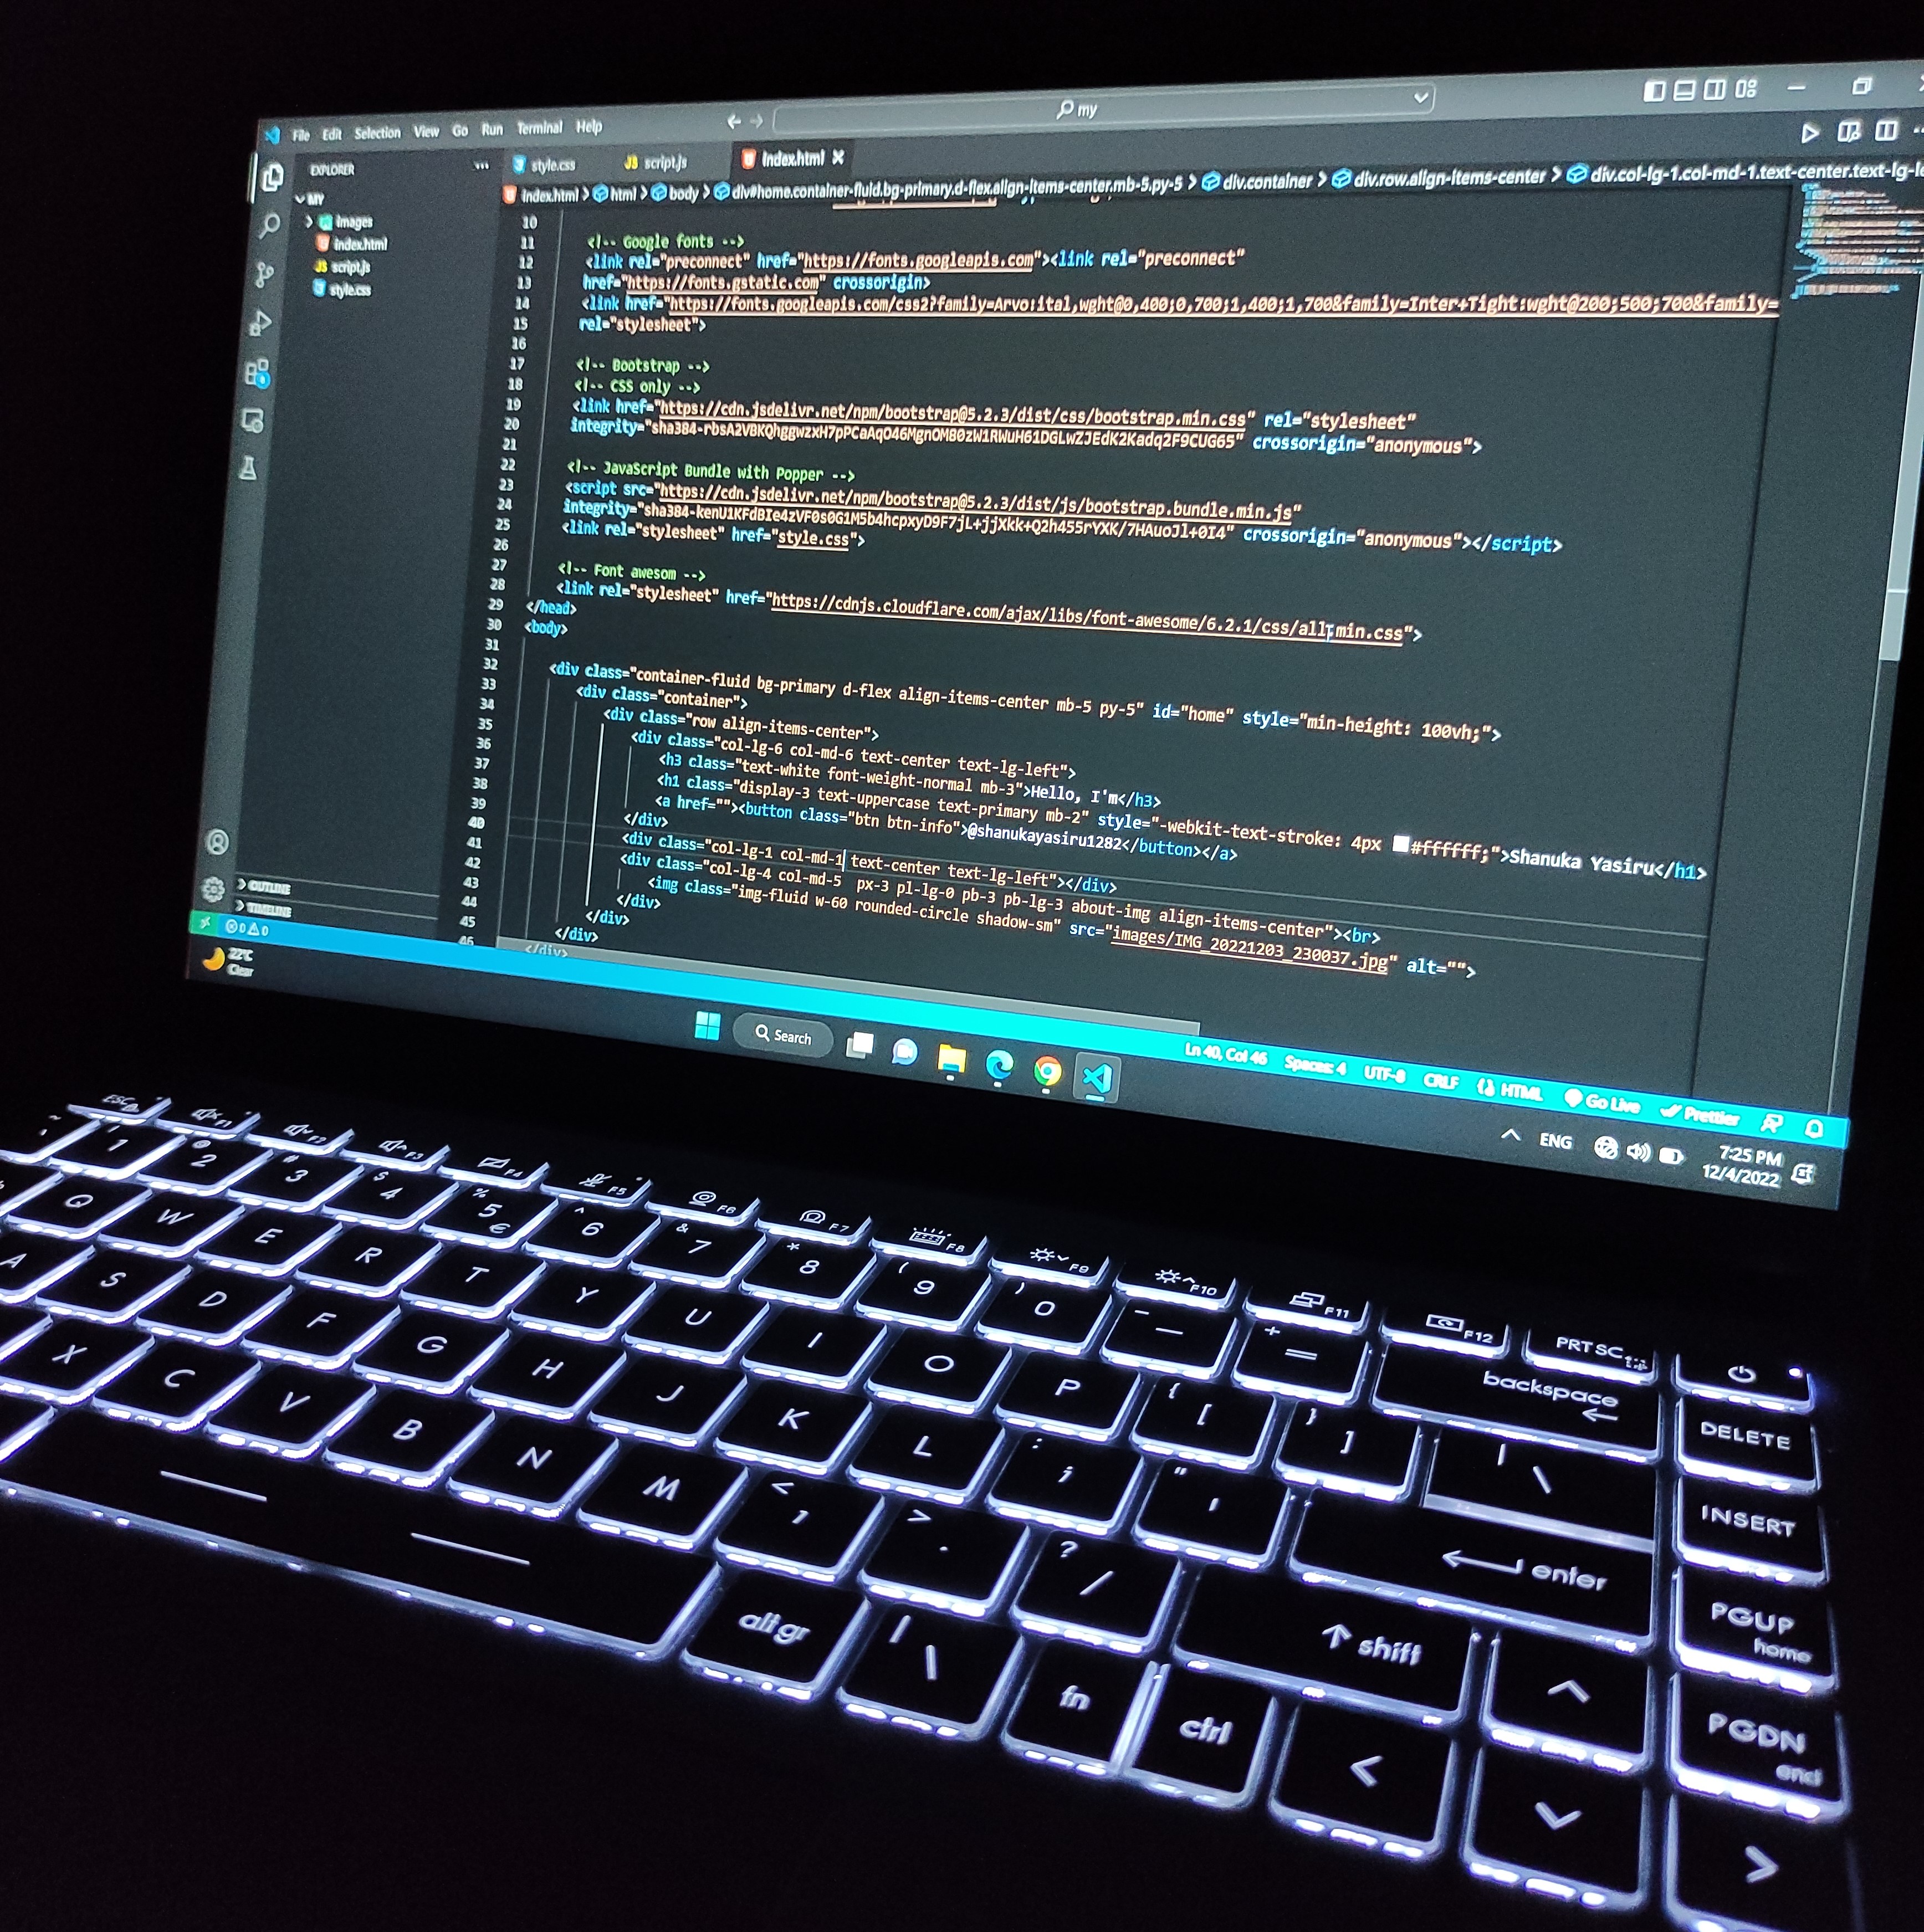 File Edit Selection View Go Run Terminal Help
my
EXPLORER
style.css
script.js
index.html
index.html > html > body > div#home.container-fluid.bg-primary.d-flex.align-items-center.mb-5.py-5 > div.container > div.row.align-items-center > div.col-lg-1.col-md-1.text-center.text-lg-le
MY
images
index.html
script.js
style.css
10
11 <!-- Google fonts -->
12 <link rel="preconnect" href="https://fonts.googleapis.com"><link rel="preconnect"
13 href="https://fonts.gstatic.com" crossorigin>
14 <link href="https://fonts.googleapis.com/css2?family=Arvo:ital,wght@0,400;0,700;1,400;1,700&family=Inter+Tight:wght@200;500;700&family=
15 rel="stylesheet">
16
17 <!-- Bootstrap -->
18 <!-- CSS only -->
19 <link href="https://cdn.jsdelivr.net/npm/bootstrap@5.2.3/dist/css/bootstrap.min.css" rel="stylesheet"
20 integrity="sha384-rbsA2VBKQhggwzxH7pPCaAqO46MgnOM80zW1RWuH61DGLwZJEdK2Kadq2F9CUG65" crossorigin="anonymous">
21
22 <!-- JavaScript Bundle with Popper -->
23 <script src="https://cdn.jsdelivr.net/npm/bootstrap@5.2.3/dist/js/bootstrap.bundle.min.js"
24 integrity="sha384-kenU1KFdBIe4zVF0s0G1M5b4hcpxyD9F7jL+jjXkk+Q2h455rYXK/7HAuoJl+0I4" crossorigin="anonymous"></script>
25 <link rel="stylesheet" href="style.css">
26
27 <!-- Font awesom -->
28 <link rel="stylesheet" href="https://cdnjs.cloudflare.com/ajax/libs/font-awesome/6.2.1/css/all.min.css">
29 </head>
30 <body>
31
32 <div class="container-fluid bg-primary d-flex align-items-center mb-5 py-5" id="home" style="min-height: 100vh;">
33 <div class="container">
34 <div class="row align-items-center">
35 <div class="col-lg-6 col-md-6 text-center text-lg-left">
36 <h3 class="text-white font-weight-normal mb-3">Hello, I'm</h3>
37 <h1 class="display-3 text-uppercase text-primary mb-2" style="-webkit-text-stroke: 4px #ffffff;">Shanuka Yasiru</h1>
38 <a href=""><button class="btn btn-info">@shanukayasiru1282</button></a>
39 </div>
40 <div class="col-lg-1 col-md-1 text-center text-lg-left"></div>
41 <div class="col-lg-4 col-md-5 px-3 pl-lg-0 pb-3 pb-lg-3 about-img align-items-center"><br>
42 <img class="img-fluid w-60 rounded-circle shadow-sm" src="images/IMG_20221203_230037.jpg" alt="">
43 </div>
44 </div>
45 </div>
46 </div>
OUTLINE
TIMELINE
0 0
Ln 40, Col 46 Spaces: 4 UTF-8 CRLF HTML Go Live Prettier
22°C
Clear
Search
ENG
7:25 PM
12/4/2022
ESC F1 F2 F3 F4 F5 F6 F7 F8 F9 F10 F11 F12 PRT SC
~ ! 1 @ 2 # 3 $ 4 % 5 € ^ 6 & 7 * 8 ( 9 ) 0 - — + = backspace DELETE
Q W E R T Y U I O P { [ } ] | \ INSERT
A S D F G H J K L : ; " ' enter PGUP home
X C V B N M < , > . ? / shift PGDN end
alt gr | \ fn ctrl < >